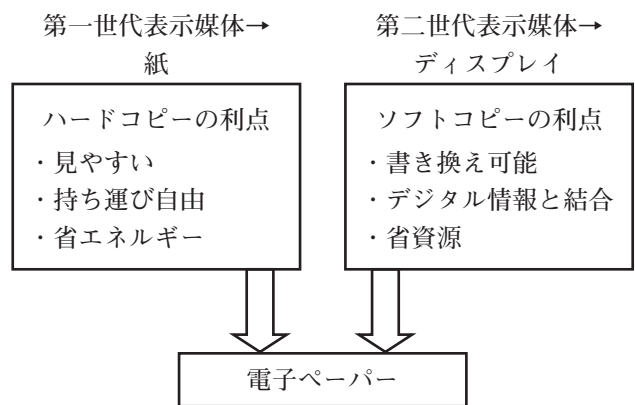 第一世代表示媒体→
紙
ハードコピーの利点
・見やすい
・持ち運び自由
・省エネルギー
第二世代表示媒体→
ディスプレイ
ソフトコピーの利点
・書き換え可能
・デジタル情報と結合
・省資源
電子ペーパー